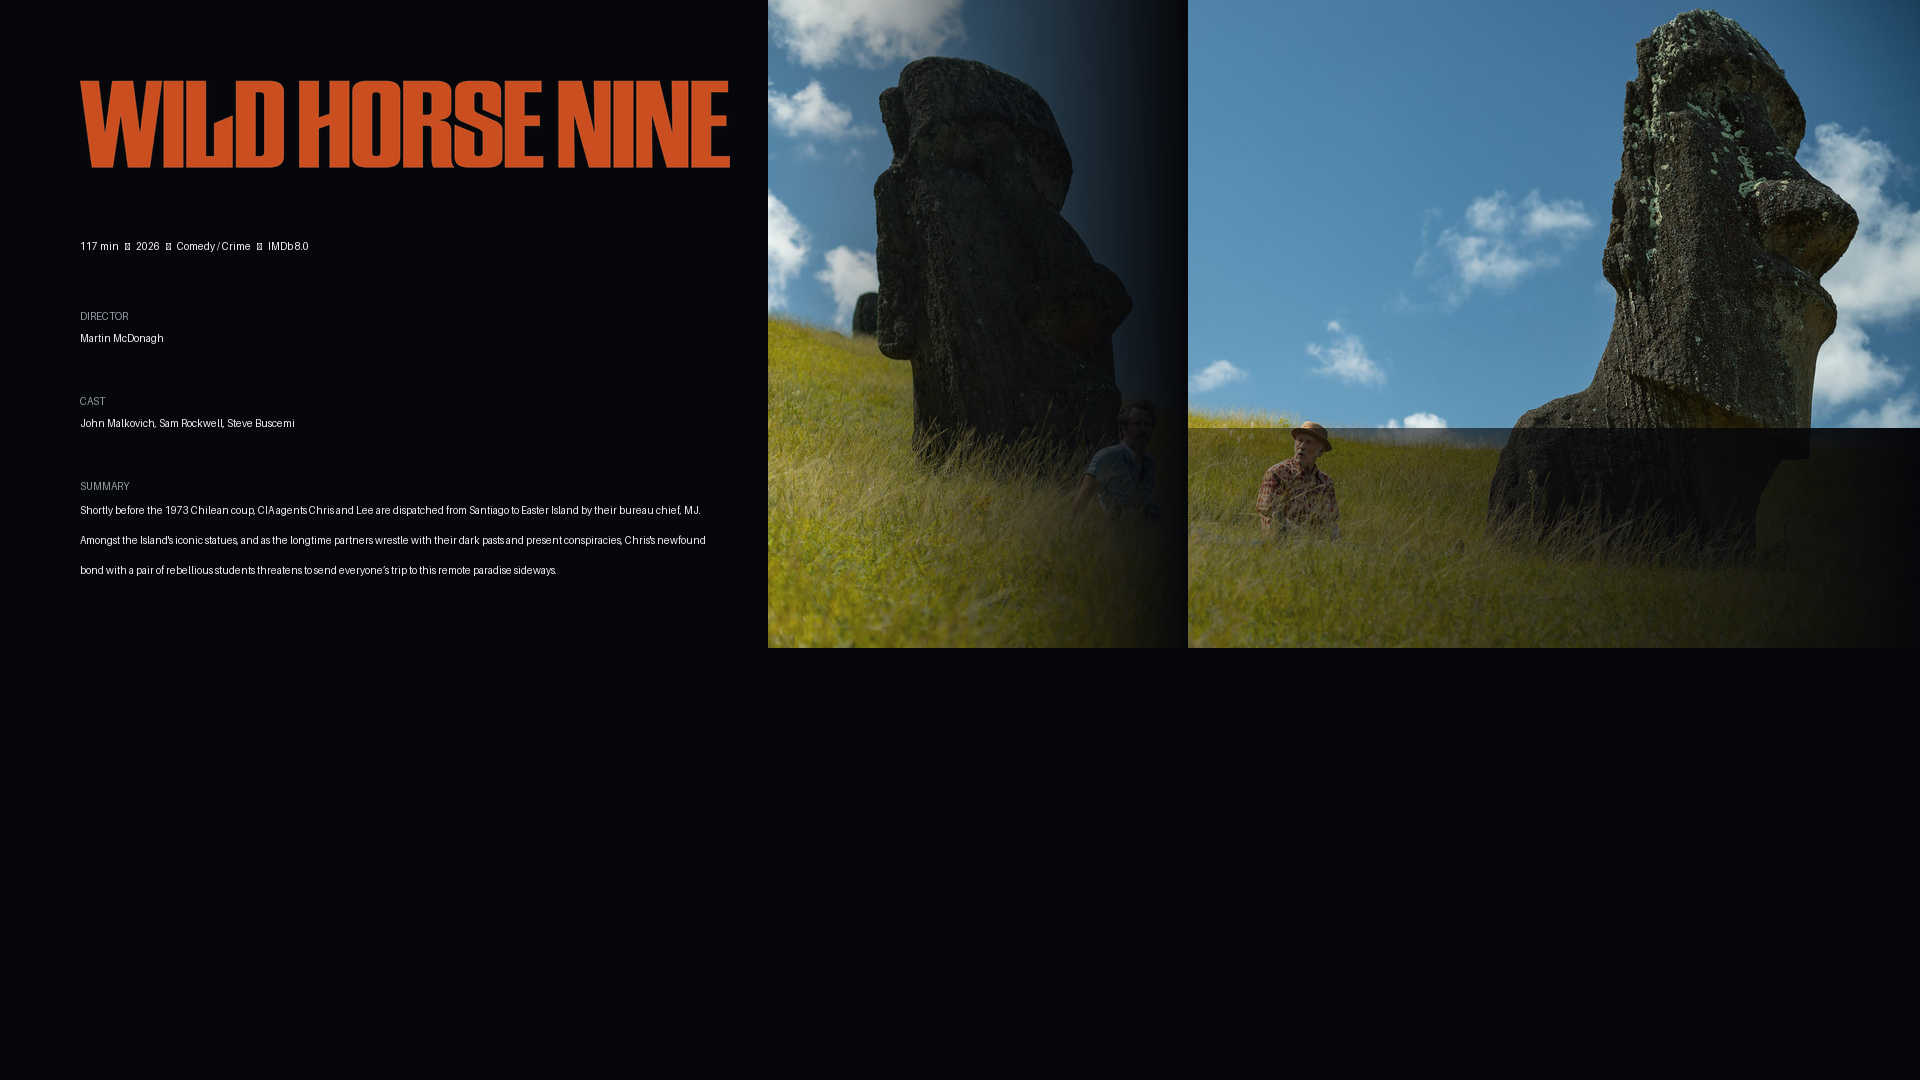 WILD HORSE NINE
117 min 2026 Comedy / Crime IMDb 8.0
DIRECTOR
Martin McDonagh
CAST
John Malkovich, Sam Rockwell, Steve Buscemi
SUMMARY
Shortly before the 1973 Chilean coup, CIA agents Chris and Lee are dispatched from Santiago to Easter Island by their bureau chief, MJ.
Amongst the Island's iconic statues, and as the longtime partners wrestle with their dark pasts and present conspiracies, Chris's newfound
bond with a pair of rebellious students threatens to send everyone's trip to this remote paradise sideways.